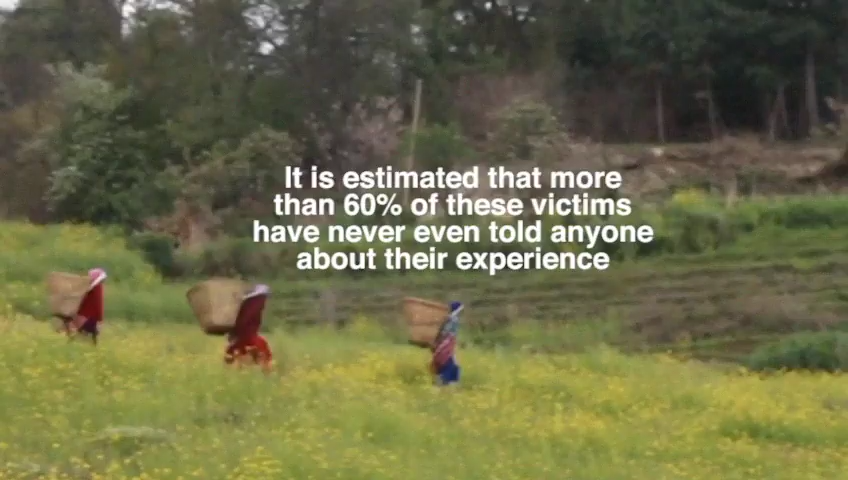 It is estimated that more
than 60% of these victims
have never even told anyone
about their experience